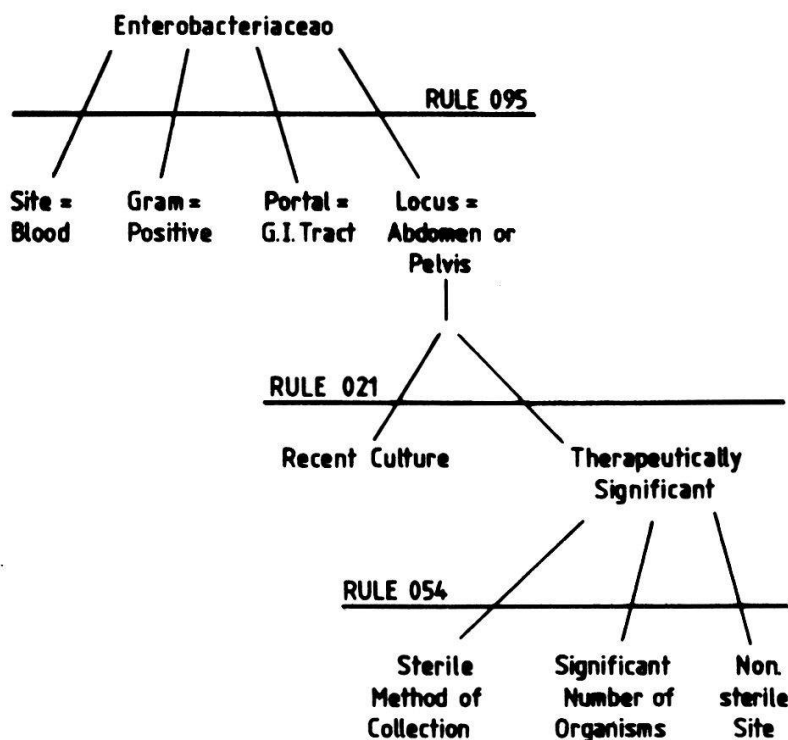 Enterobacteriaceao
RULE 095
Site =
Blood
Gram =
Positive
Portal =
G.I. Tract
Locus =
Abdomen or
Pelvis
RULE 021
Recent Culture
Therapeutically
Significant
RULE 054
Sterile
Method of
Collection
Significant
Number of
Organisms
Non.
sterile
Site